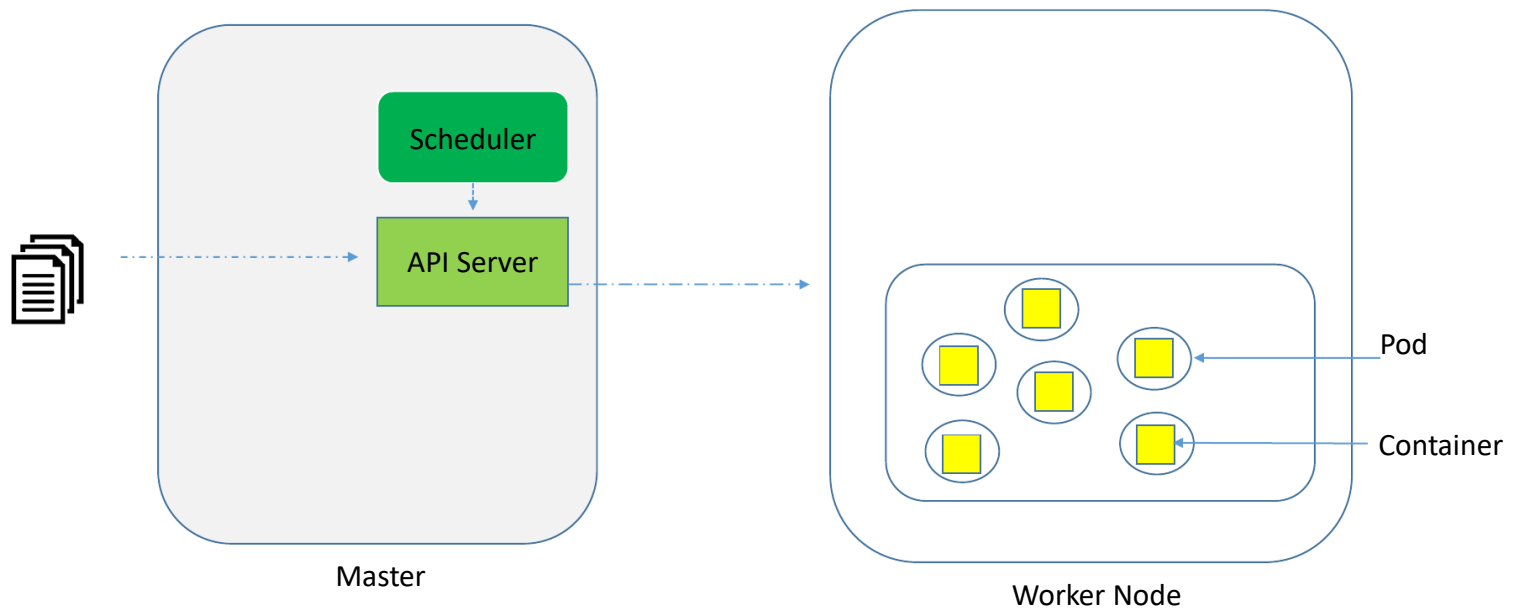 Scheduler
API Server
Pod
Container
Master
Worker Node